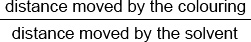 distance moved by the colouring
distance moved by the solvent